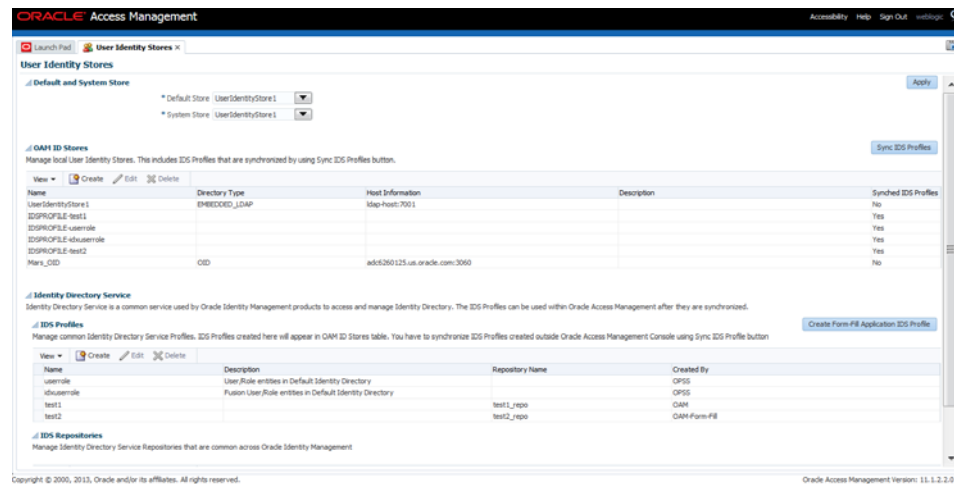 ORACLE Access Management
Accessibility Help Sign Out weblogic
Launch Pad User Identity Stores ×
User Identity Stores
Default and System Store Apply
* Default Store UserIdentityStore1
* System Store UserIdentityStore1
OAM ID Stores Sync IDS Profiles
Manage local User Identity Stores. This includes IDS Profiles that are synchronized by using Sync IDS Profiles button.
View Create Edit Delete
Name Directory Type Host Information Description Synched IDS Profiles
UserIdentityStore1 EMBEDDED_LDAP ldap-host:7001 No
IDSPROFILE-test1 Yes
IDSPROFILE-userrole Yes
IDSPROFILE-idxuserrole Yes
IDSPROFILE-test2 Yes
Mars_OID OID adc6260125.us.oracle.com:3060 No
Identity Directory Service
Identity Directory Service is a common service used by Oracle Identity Management products to access and manage Identity Directory. The IDS Profiles can be used within Oracle Access Management after they are synchronized.
IDS Profiles Create Form-Fill Application IDS Profile
Manage common Identity Directory Service Profiles. IDS Profiles created here will appear in OAM ID Stores table. You have to synchronize IDS Profiles created outside Oracle Access Management Console using Sync IDS Profile button
View Create Edit Delete
Name Description Repository Name Created By
userrole User/Role entities in Default Identity Directory OPSS
idxuserrole Fusion User/Role entities in Default Identity Directory OPSS
test1 test1_repo OAM
test2 test2_repo OAM-Form-Fill
IDS Repositories
Manage Identity Directory Service Repositories that are common across Oracle Identity Management
Copyright © 2000, 2013, Oracle and/or its affiliates. All rights reserved. Oracle Access Management Version: 11.1.2.2.0